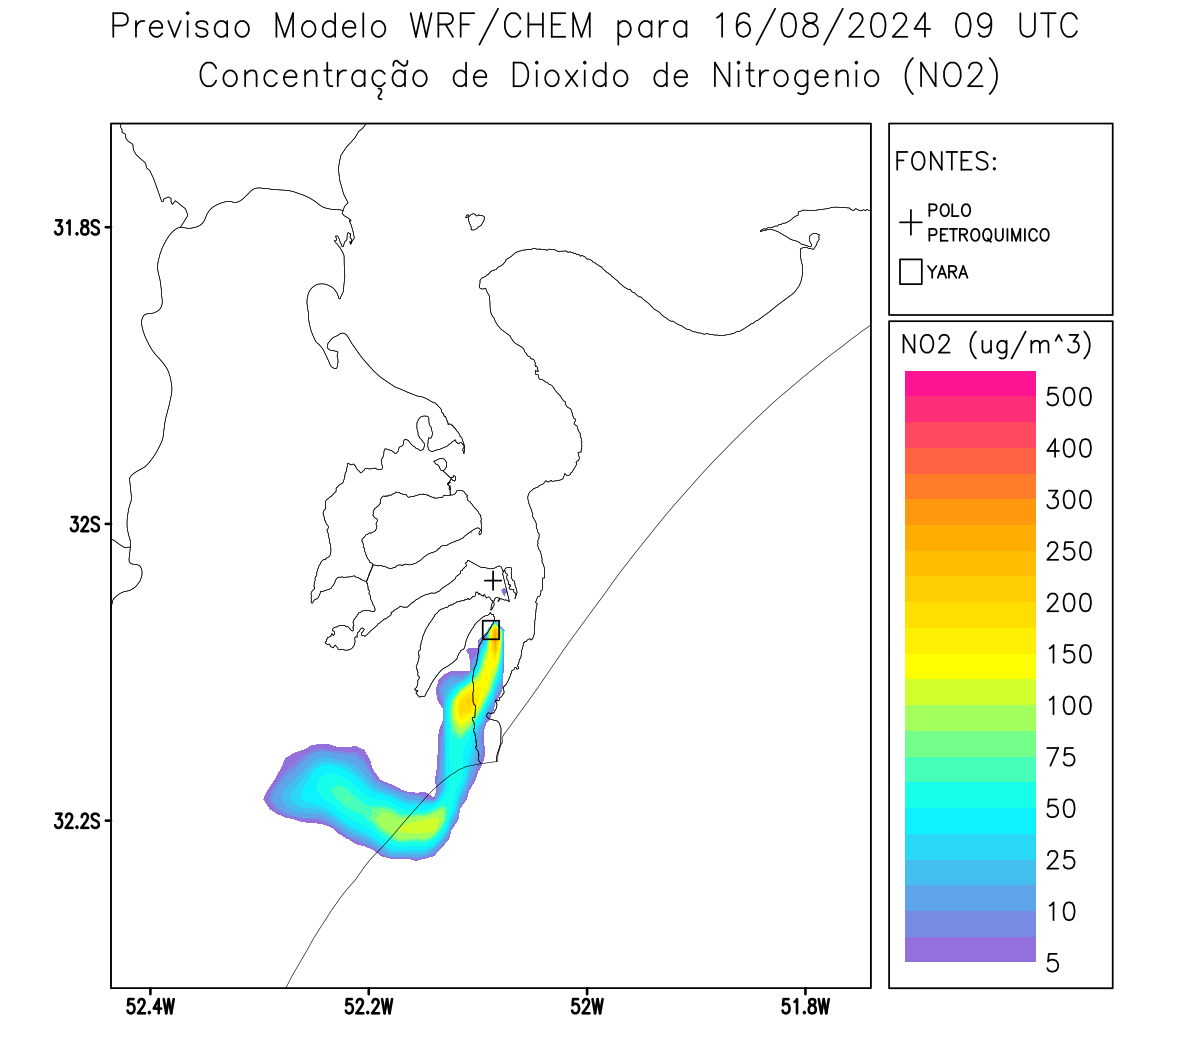 Previsao Modelo WRF/CHEM para 16/08/2024 09 UTC
Concentração de Dioxido de Nitrogenio (NO2)
FONTES:
POLO
PETROQUIMICO
YARA
NO2 (ug/m^3)
500
400
300
250
200
150
100
75
50
25
10
5
31.8S
32S
32.2S
52.4W
52.2W
52W
51.8W